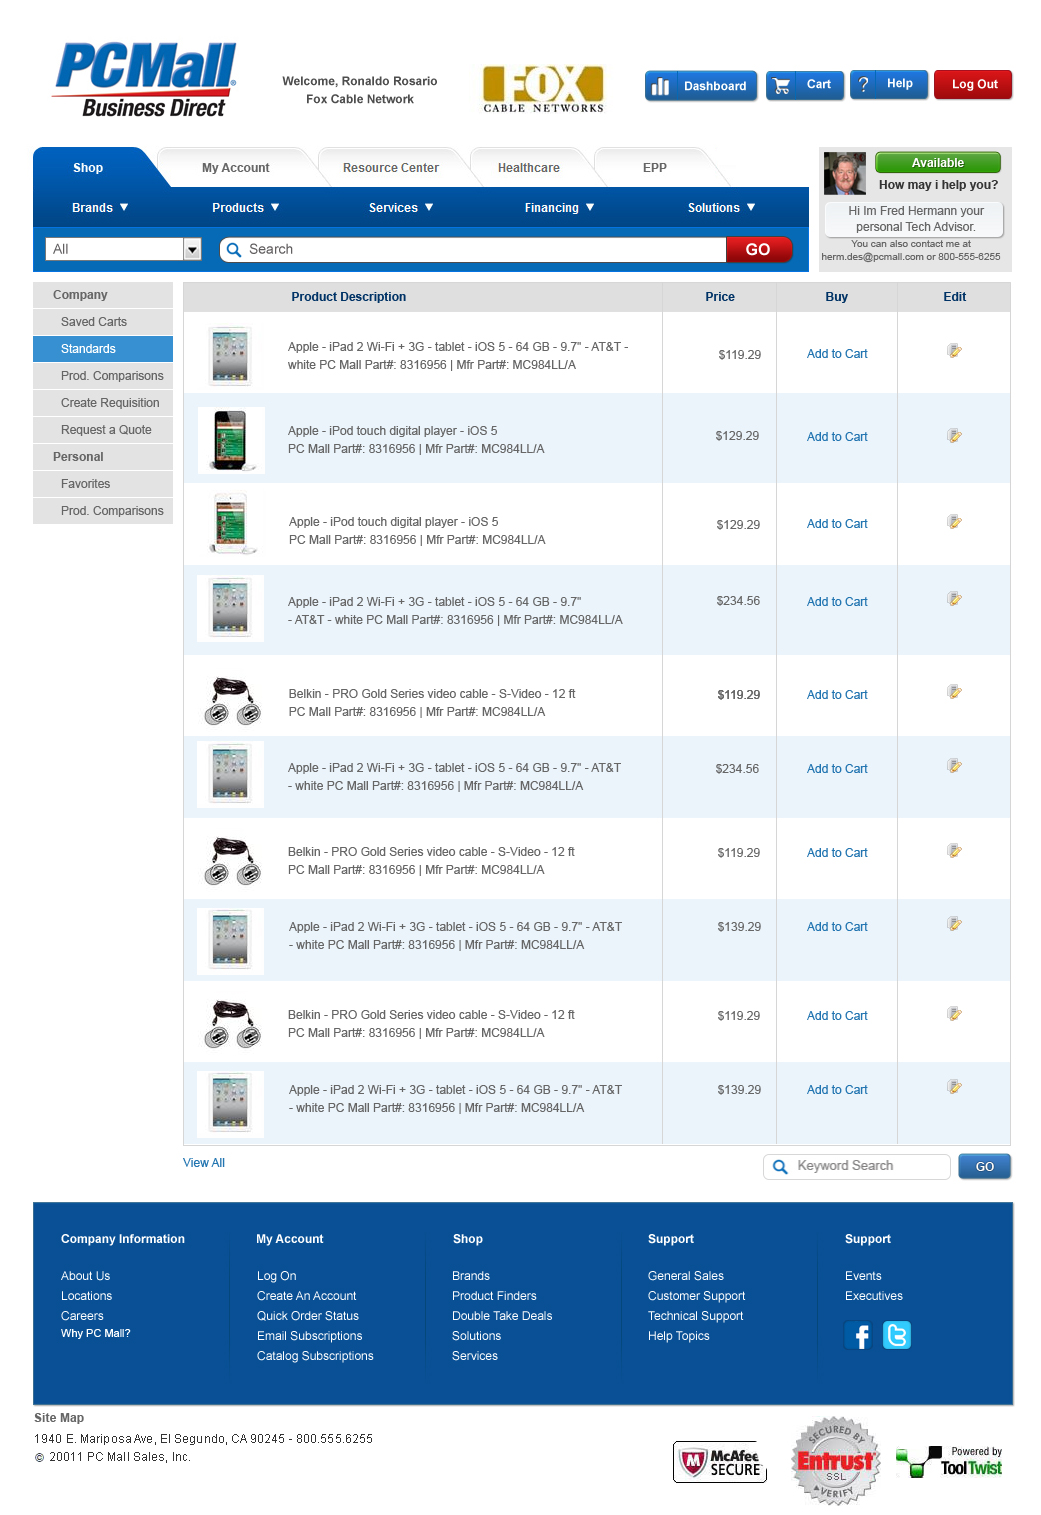 PCMall
Business Direct
Welcome, Ronaldo Rosario
Fox Cable Network
FOX
CABLE NETWORKS
Dashboard
Cart
? Help
Log Out
Shop
My Account
Resource Center
Healthcare
EPP
Brands ▼
Products ▼
Services ▼
Financing ▼
Solutions ▼
All
Search
GO
Available
How may i help you?
Hi Im Fred Hermann your
personal Tech Advisor.
You can also contact me at
herm.des@pcmall.com or 800-555-6255
Company
Saved Carts
Standards
Prod. Comparisons
Create Requisition
Request a Quote
Personal
Favorites
Prod. Comparisons
Product Description Price Buy Edit
Apple - iPad 2 Wi-Fi + 3G - tablet - iOS 5 - 64 GB - 9.7" - AT&T -
white PC Mall Part#: 8316956 | Mfr Part#: MC984LL/A
$119.29
Add to Cart
Apple - iPod touch digital player - iOS 5
PC Mall Part#: 8316956 | Mfr Part#: MC984LL/A
$129.29
Add to Cart
Apple - iPod touch digital player - iOS 5
PC Mall Part#: 8316956 | Mfr Part#: MC984LL/A
$129.29
Add to Cart
Apple - iPad 2 Wi-Fi + 3G - tablet - iOS 5 - 64 GB - 9.7"
- AT&T - white PC Mall Part#: 8316956 | Mfr Part#: MC984LL/A
$234.56
Add to Cart
Belkin - PRO Gold Series video cable - S-Video - 12 ft
PC Mall Part#: 8316956 | Mfr Part#: MC984LL/A
$119.29
Add to Cart
Apple - iPad 2 Wi-Fi + 3G - tablet - iOS 5 - 64 GB - 9.7" - AT&T
- white PC Mall Part#: 8316956 | Mfr Part#: MC984LL/A
$234.56
Add to Cart
Belkin - PRO Gold Series video cable - S-Video - 12 ft
PC Mall Part#: 8316956 | Mfr Part#: MC984LL/A
$119.29
Add to Cart
Apple - iPad 2 Wi-Fi + 3G - tablet - iOS 5 - 64 GB - 9.7" - AT&T
- white PC Mall Part#: 8316956 | Mfr Part#: MC984LL/A
$139.29
Add to Cart
Belkin - PRO Gold Series video cable - S-Video - 12 ft
PC Mall Part#: 8316956 | Mfr Part#: MC984LL/A
$119.29
Add to Cart
Apple - iPad 2 Wi-Fi + 3G - tablet - iOS 5 - 64 GB - 9.7" - AT&T
- white PC Mall Part#: 8316956 | Mfr Part#: MC984LL/A
$139.29
Add to Cart
View All
Keyword Search
GO
Company Information
About Us
Locations
Careers
Why PC Mall?
My Account
Log On
Create An Account
Quick Order Status
Email Subscriptions
Catalog Subscriptions
Shop
Brands
Product Finders
Double Take Deals
Solutions
Services
Support
General Sales
Customer Support
Technical Support
Help Topics
Support
Events
Executives
Site Map
1940 E. Mariposa Ave, El Segundo, CA 90245 - 800.555.6255
© 20011 PC Mall Sales, Inc.
McAfee
SECURE
SECURED BY
Entrust
SSL
VERIFY
Powered by
ToolTwist